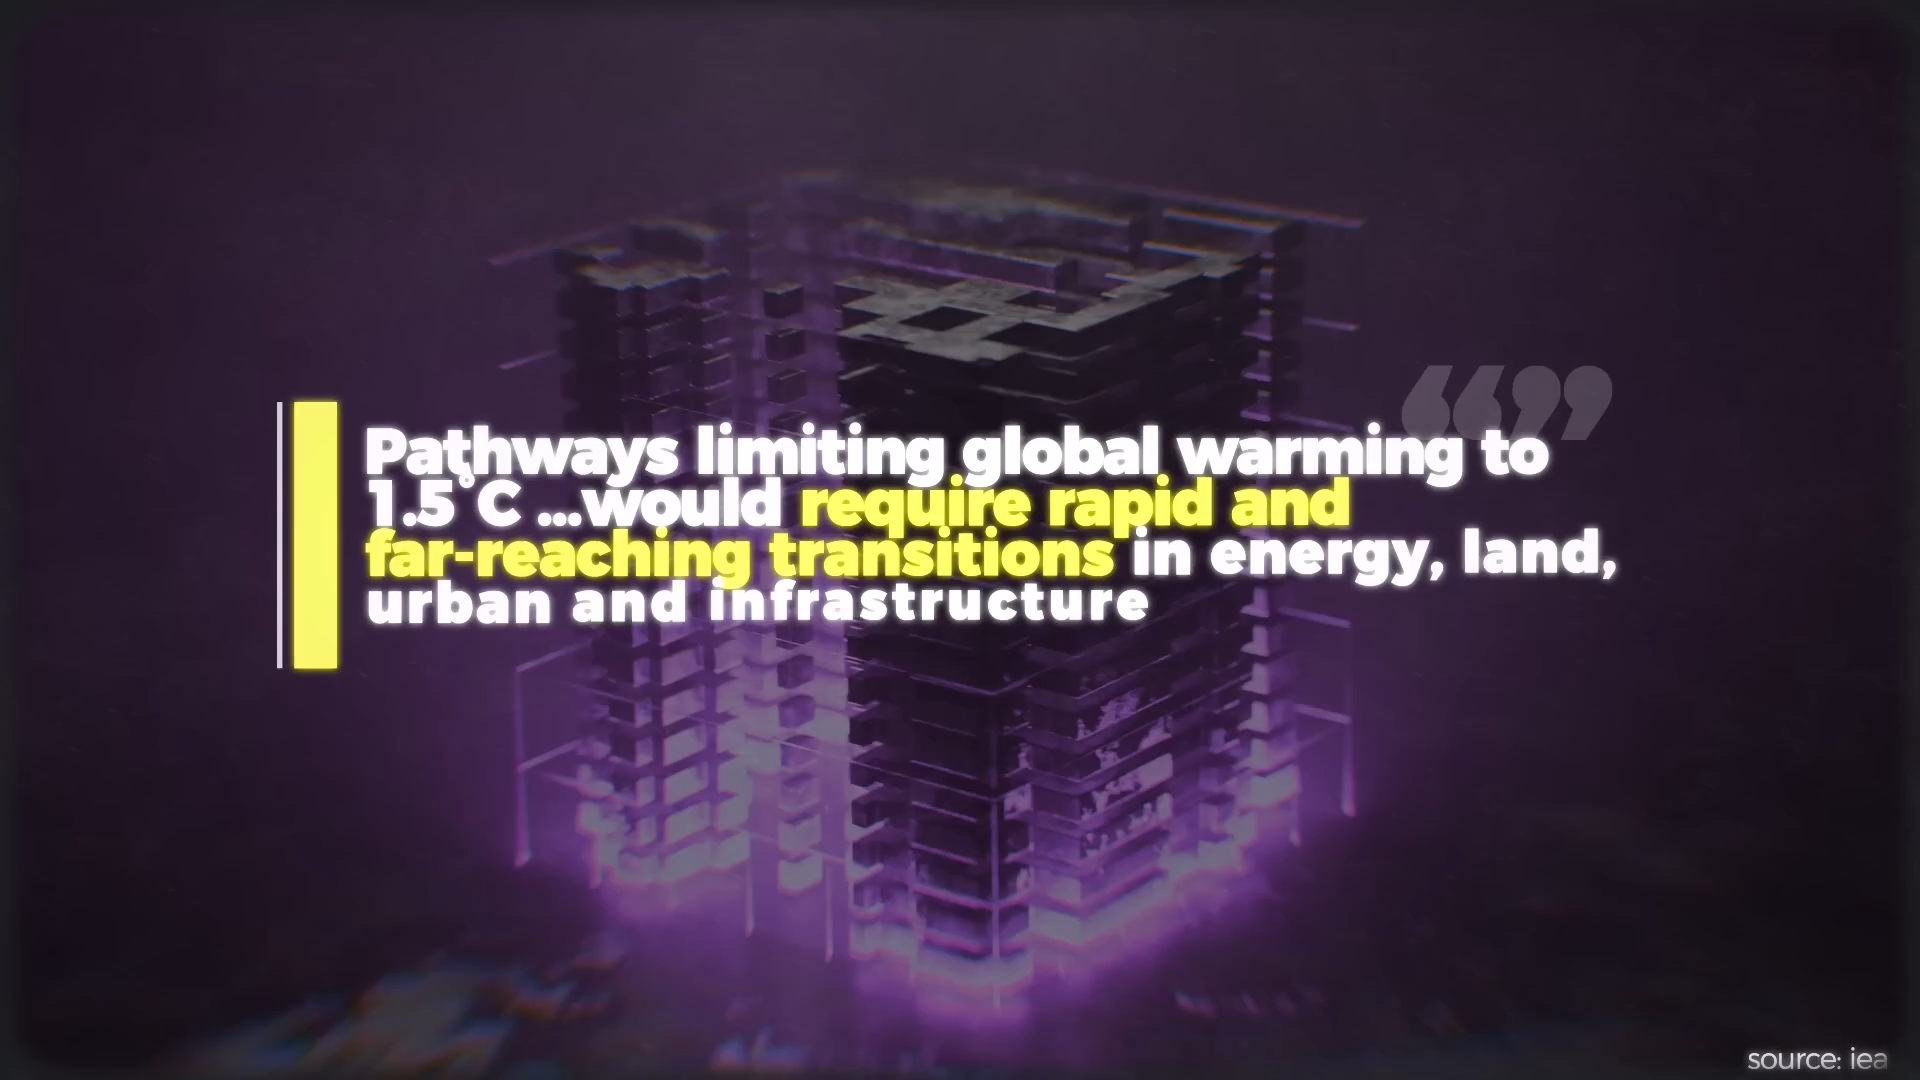 “”
Pathways limiting global warming to
1.5°C ...would require rapid and
far-reaching transitions in energy, land,
urban and infrastructure
source: iea